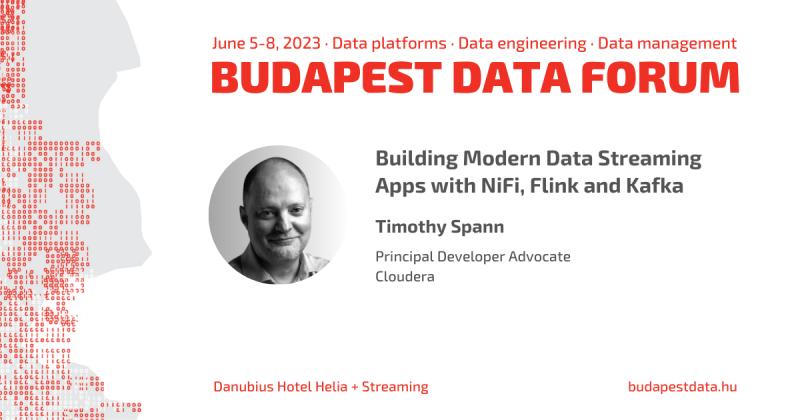 June 5-8, 2023 · Data platforms · Data engineering · Data management
BUDAPEST DATA FORUM
Building Modern Data Streaming
Apps with NiFi, Flink and Kafka
Timothy Spann
Principal Developer Advocate
Cloudera
Danubius Hotel Helia + Streaming
budapestdata.hu